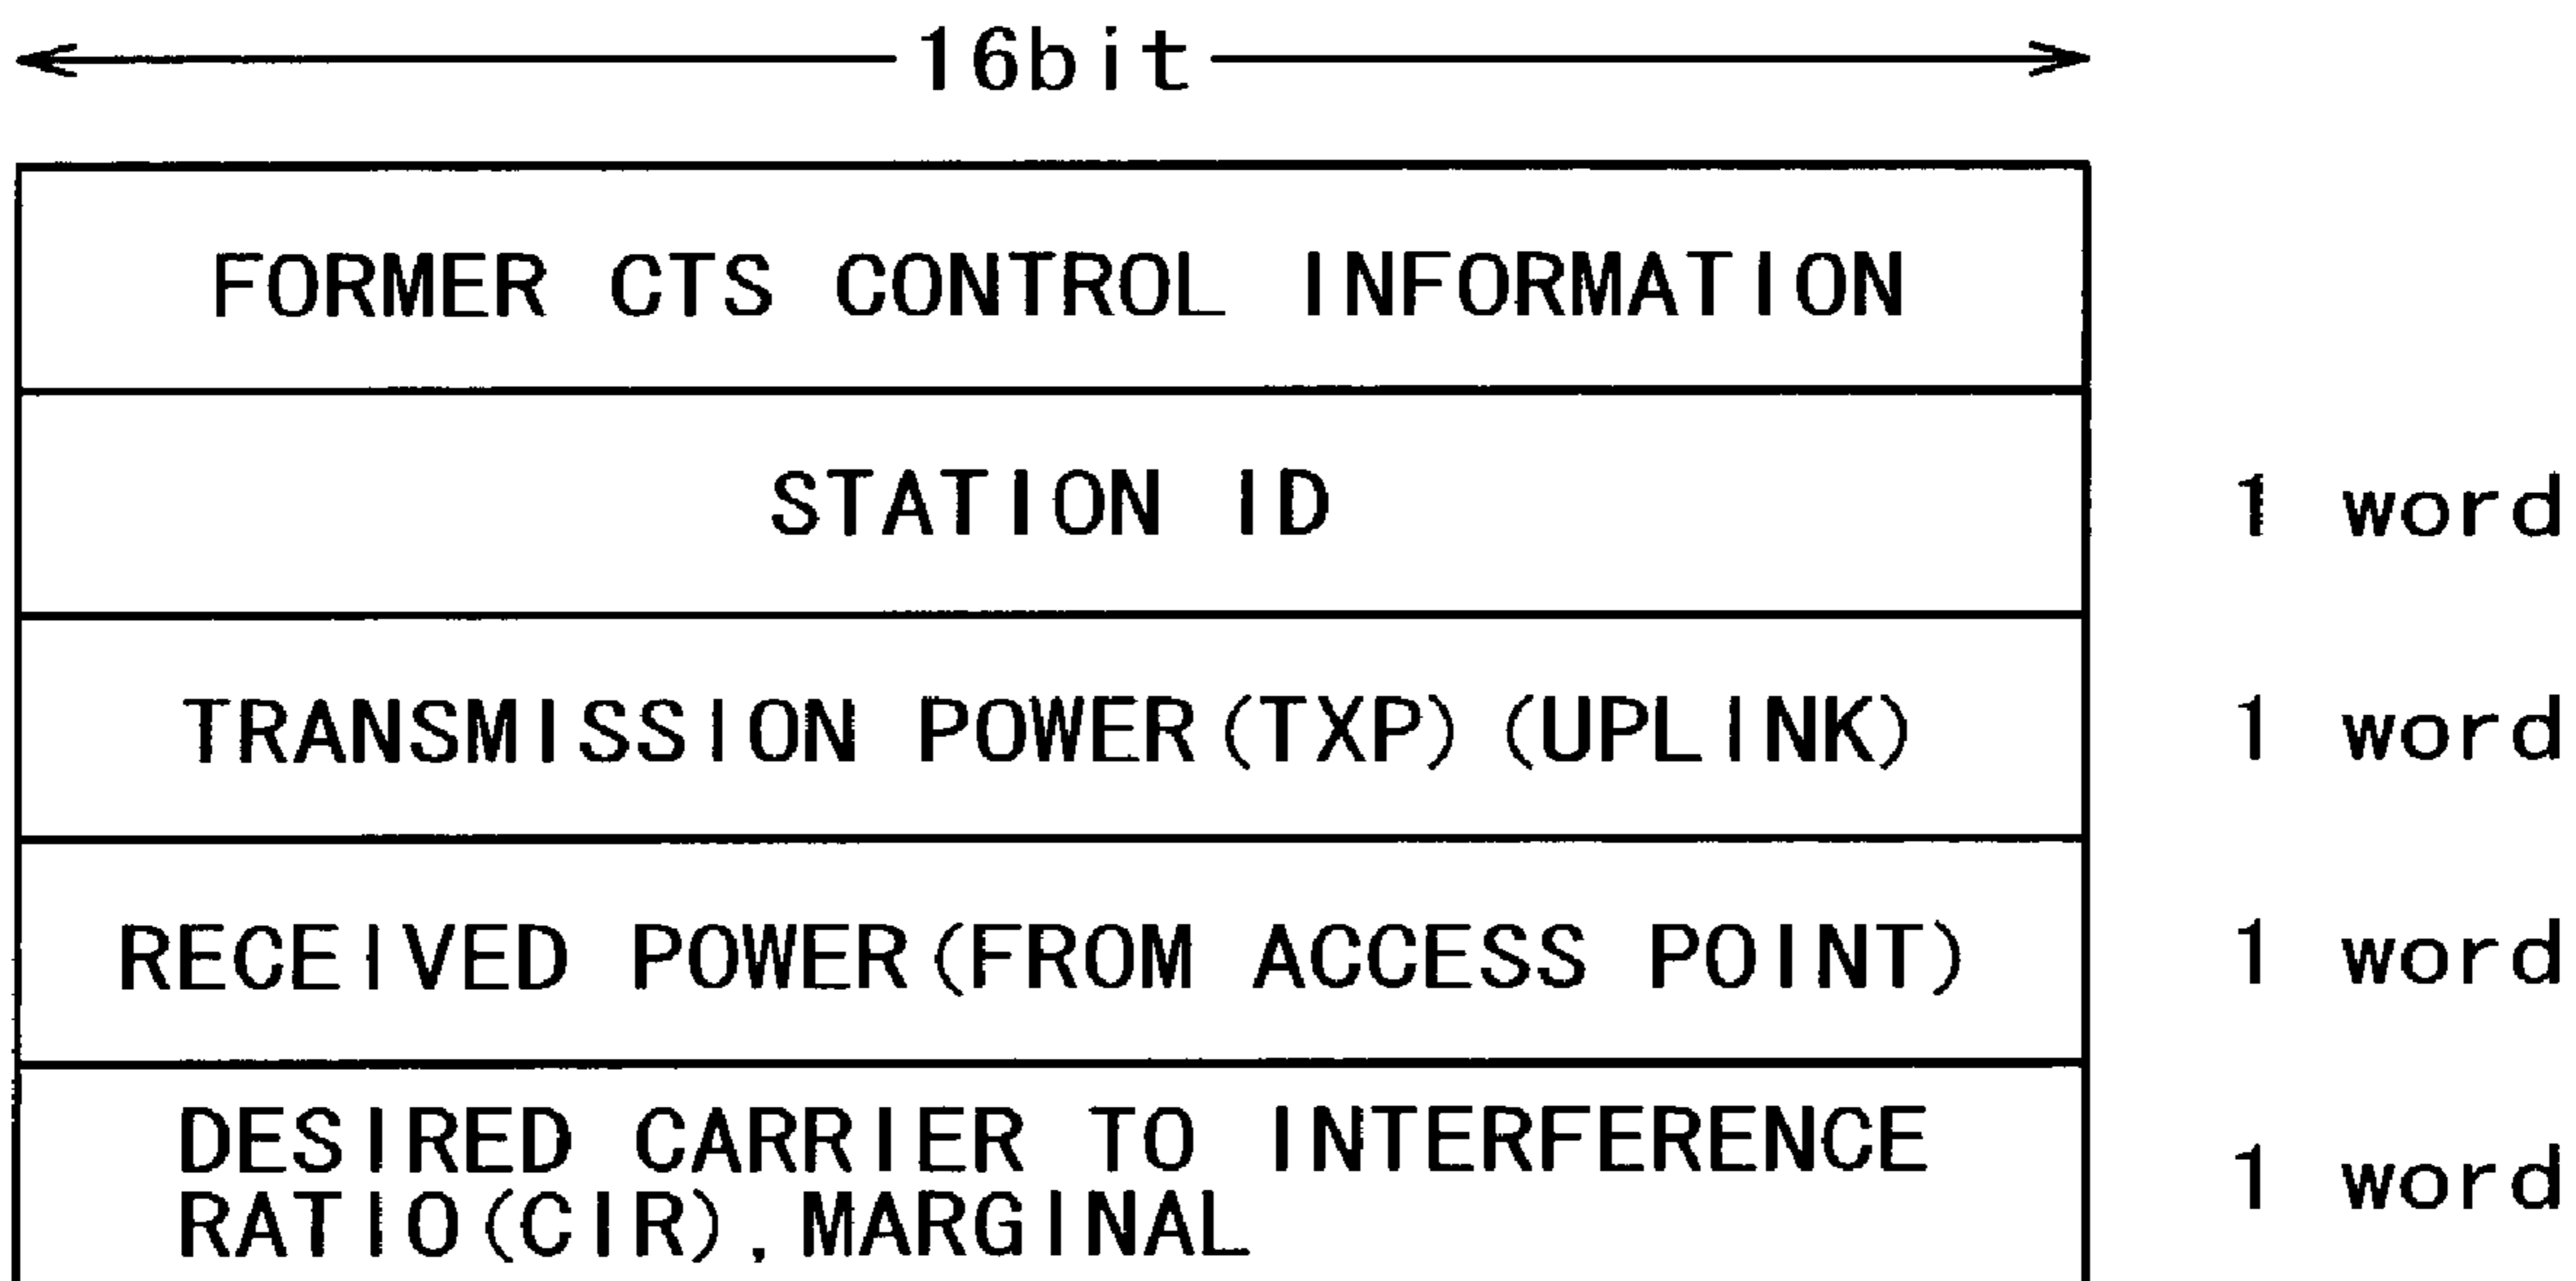 16bit
FORMER CTS CONTROL INFORMATION
STATION ID
1 word
TRANSMISSION POWER(TXP)(UPLINK)
1 word
RECEIVED POWER(FROM ACCESS POINT)
1 word
DESIRED CARRIER TO INTERFERENCE
RATIO(CIR), MARGINAL
1 word